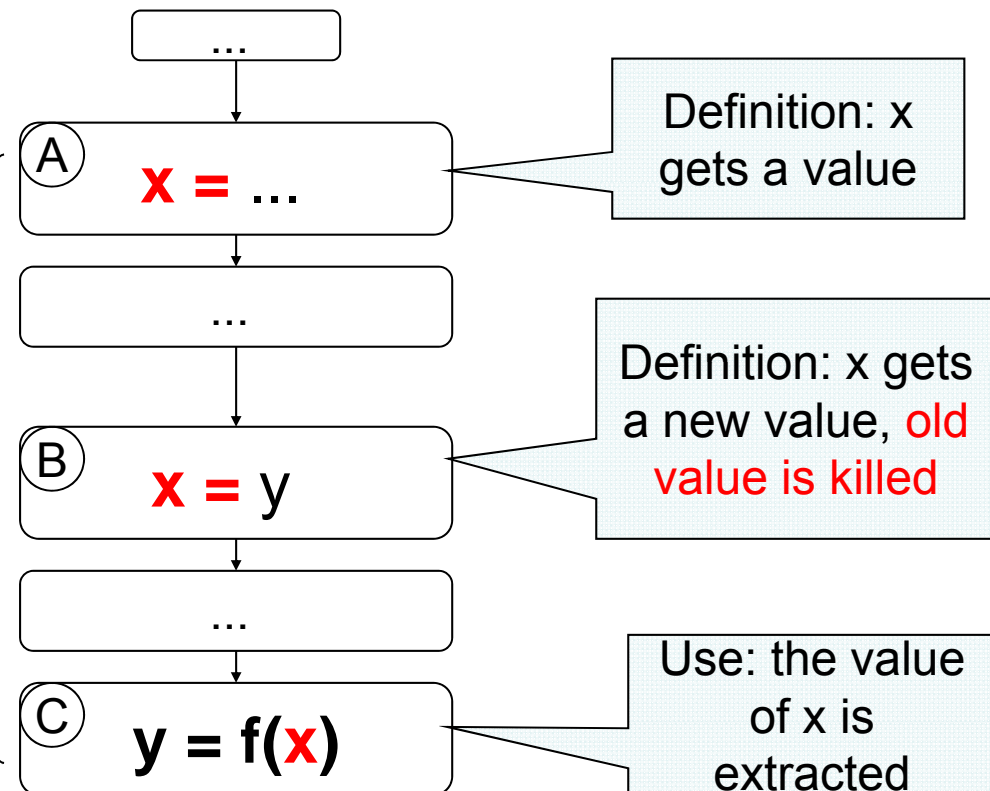 ...
A
x = ...
Definition: x
gets a value
...
B
x = y
Definition: x gets
a new value, old
value is killed
...
C
y = f(x)
Use: the value
of x is
extracted